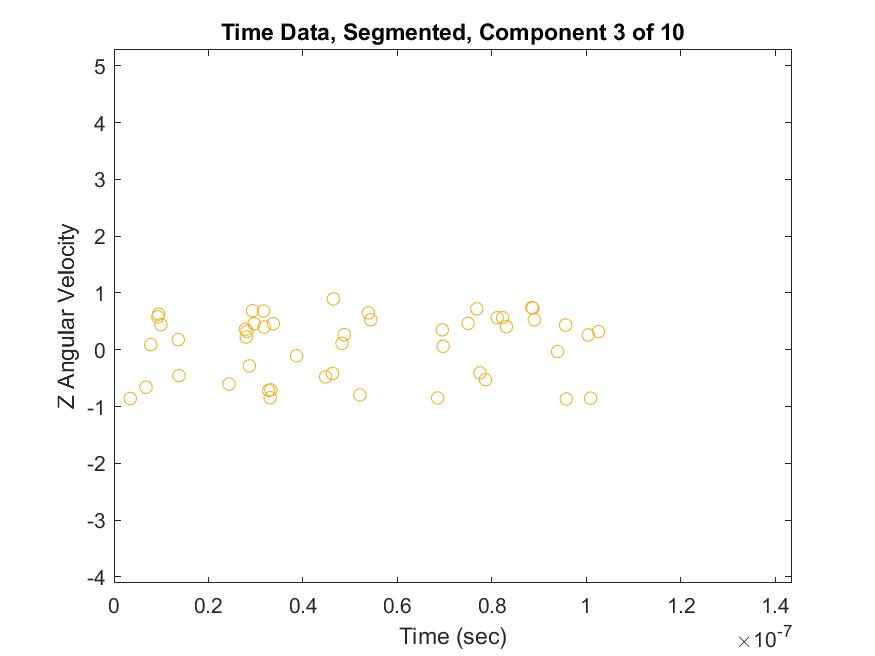 Time Data, Segmented, Component 3 of 10
Z Angular Velocity
5
4
3
2
1
0
-1
-2
-3
-4
0 0.2 0.4 0.6 0.8 1 1.2 1.4
Time (sec)
×10-7